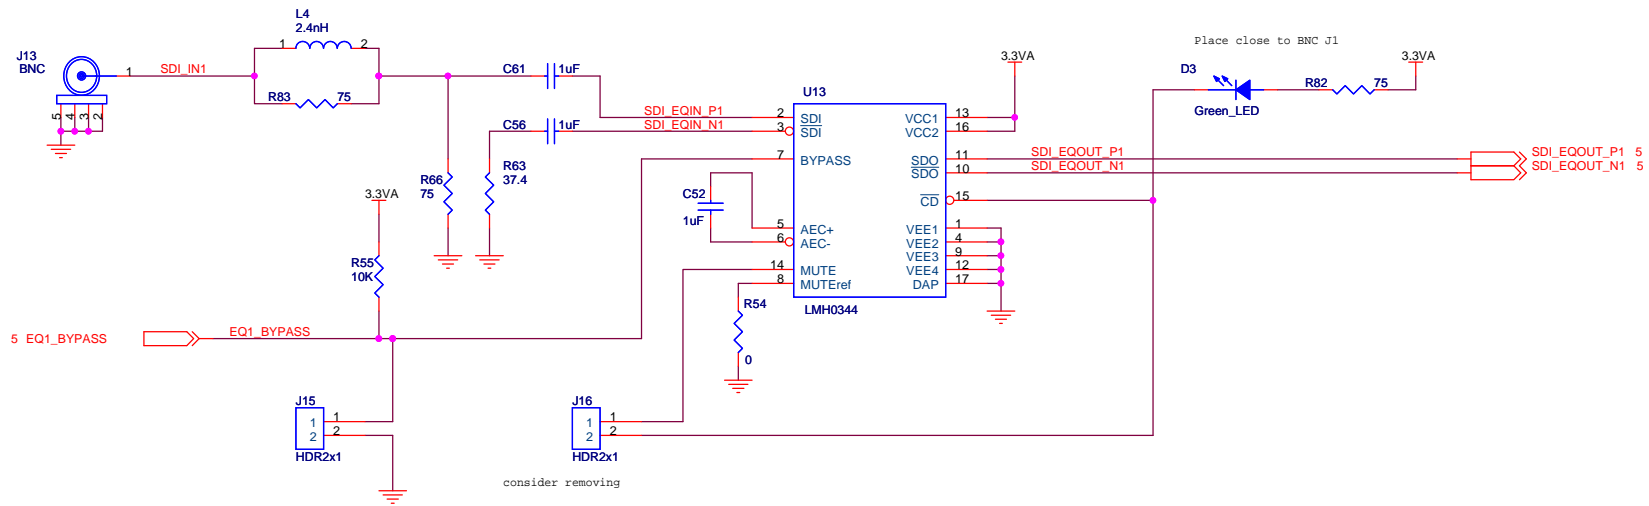 L4
2.4nH
1 2
J13
BNC
1
SDI_IN1
R83 75
5 4 3 2
C61 1uF
C56 1uF
SDI_EQIN_P1
SDI_EQIN_N1
R66
75
R63
37.4
3.3VA
R55
10K
5 EQ1_BYPASS
EQ1_BYPASS
J15
1 1
2 2
HDR2x1
J16
1 1
2 2
HDR2x1
consider removing
C52
1uF
R54
0
U13
2 SDI
3 SDI
7 BYPASS
5 AEC+
6 AEC-
14 MUTE
8 MUTEref
VCC1 13
VCC2 16
SDO 11
SDO 10
CD 15
VEE1 1
VEE2 4
VEE3 9
VEE4 12
DAP 17
LMH0344
3.3VA
SDI_EQOUT_P1
SDI_EQOUT_N1
Place close to BNC J1
D3
Green_LED
R82 75
3.3VA
SDI_EQOUT_P1 5
SDI_EQOUT_N1 5